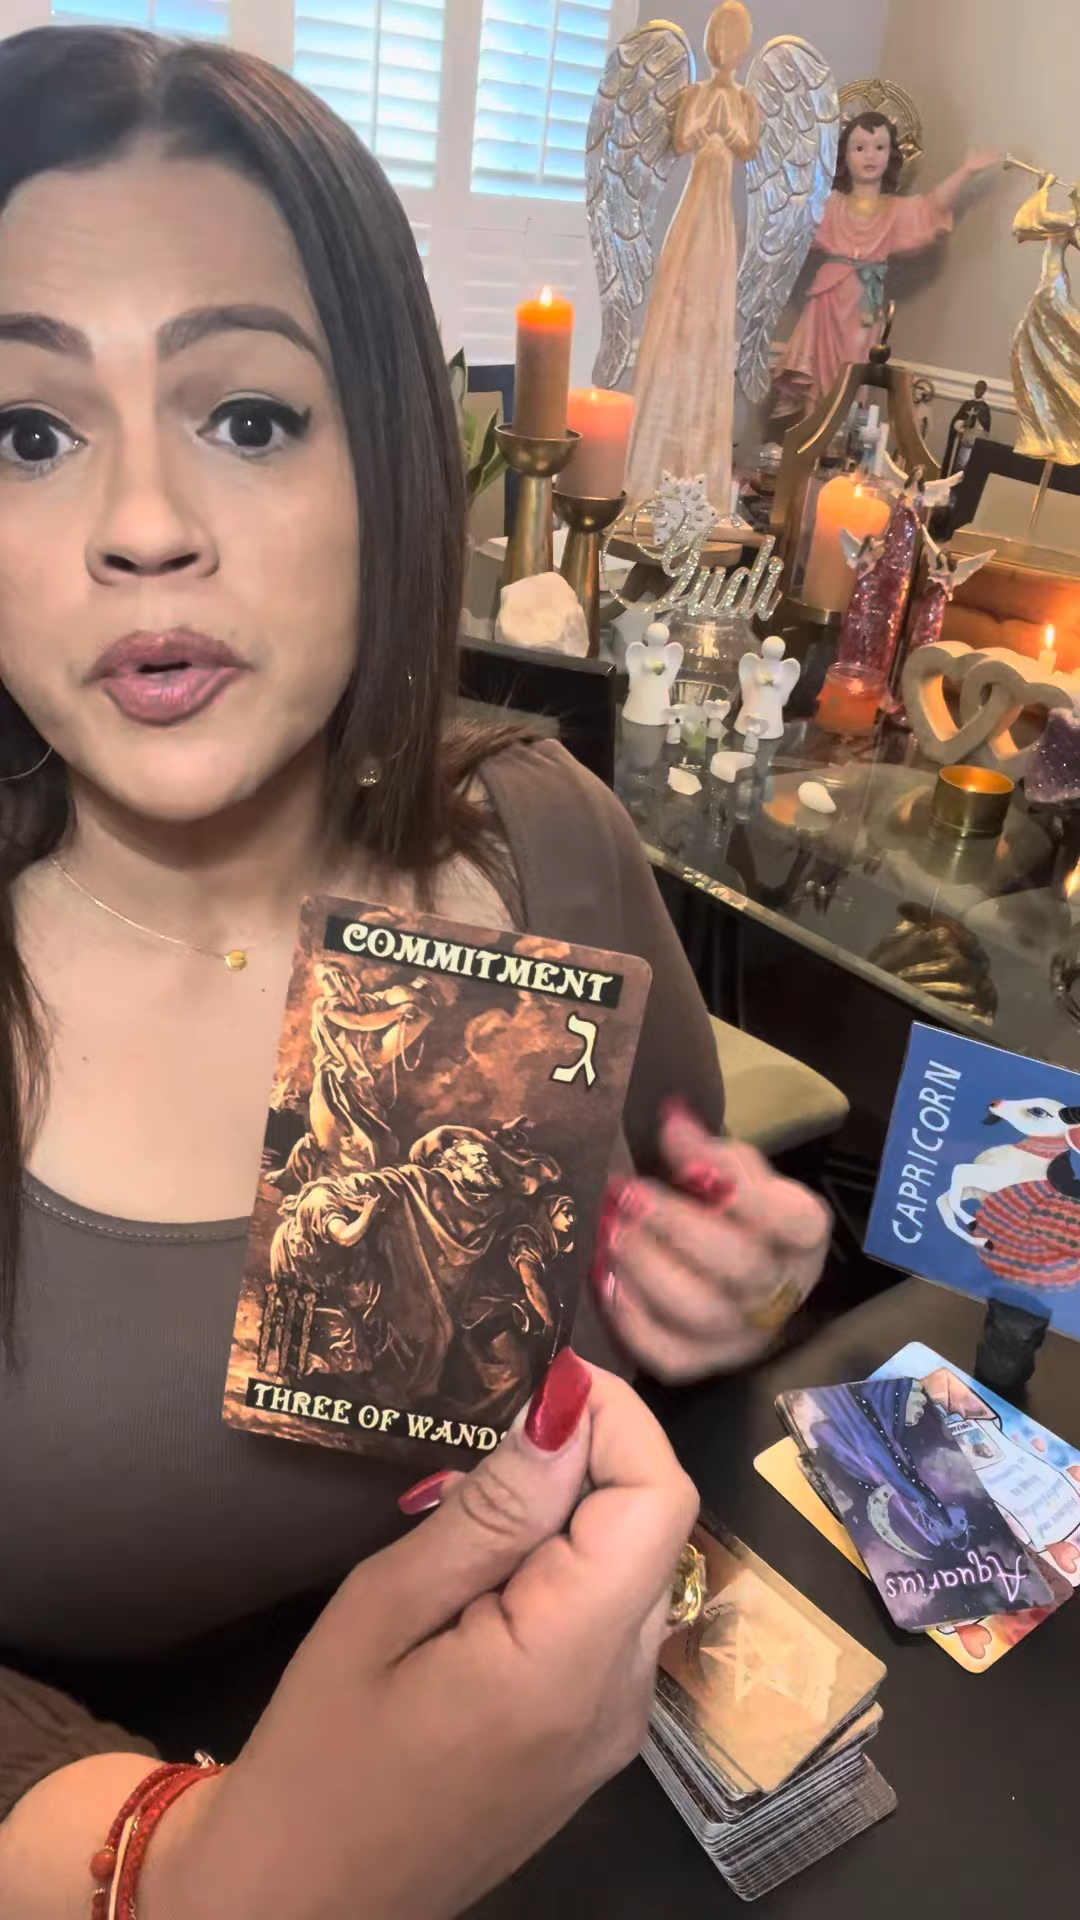 Yudi
COMMITMENT
ג
THREE OF WANDS
CAPRICORN
Aquarius